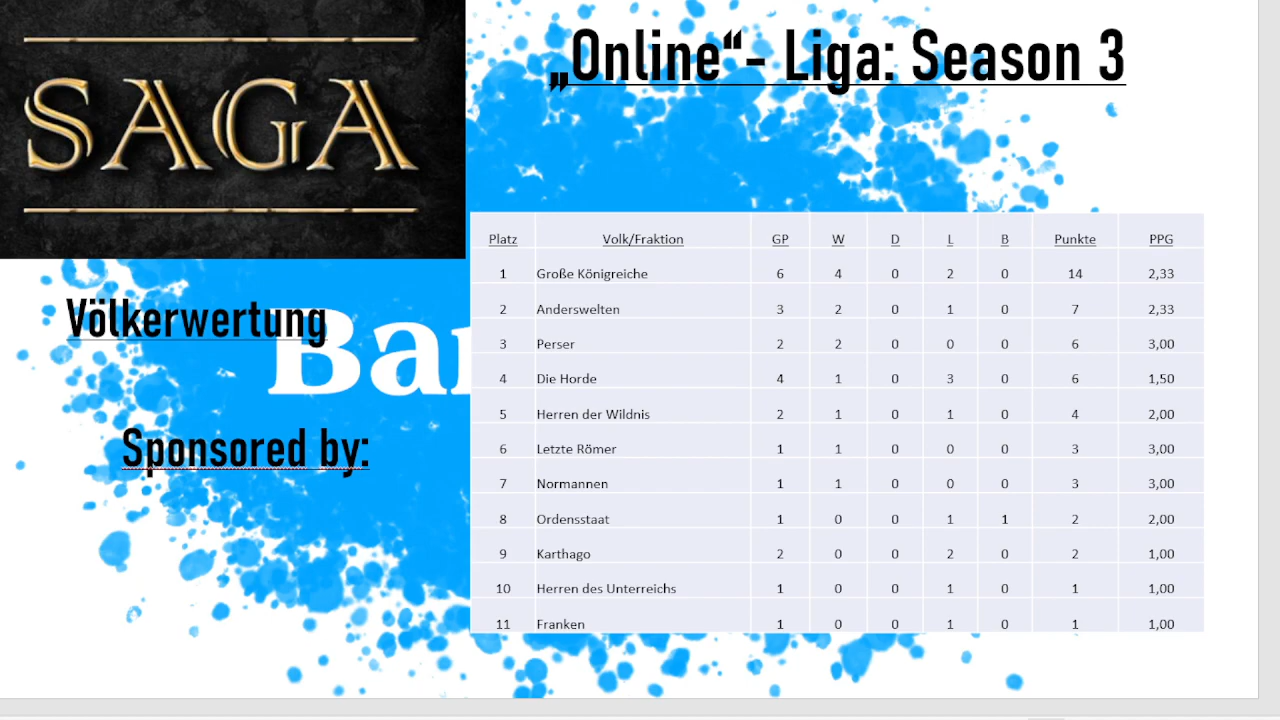 SAGA
„Online“- Liga: Season 3
Völkerwertung
Sponsored by:
Platz Volk/Fraktion GP W D L B Punkte PPG
1 Große Königreiche 6 4 0 2 0 14 2,33
2 Anderswelten 3 2 0 1 0 7 2,33
3 Perser 2 2 0 0 0 6 3,00
4 Die Horde 4 1 0 3 0 6 1,50
5 Herren der Wildnis 2 1 0 1 0 4 2,00
6 Letzte Römer 1 1 0 0 0 3 3,00
7 Normannen 1 1 0 0 0 3 3,00
8 Ordensstaat 1 0 0 1 1 2 2,00
9 Karthago 2 0 0 2 0 2 1,00
10 Herren des Unterreichs 1 0 0 1 0 1 1,00
11 Franken 1 0 0 1 0 1 1,00